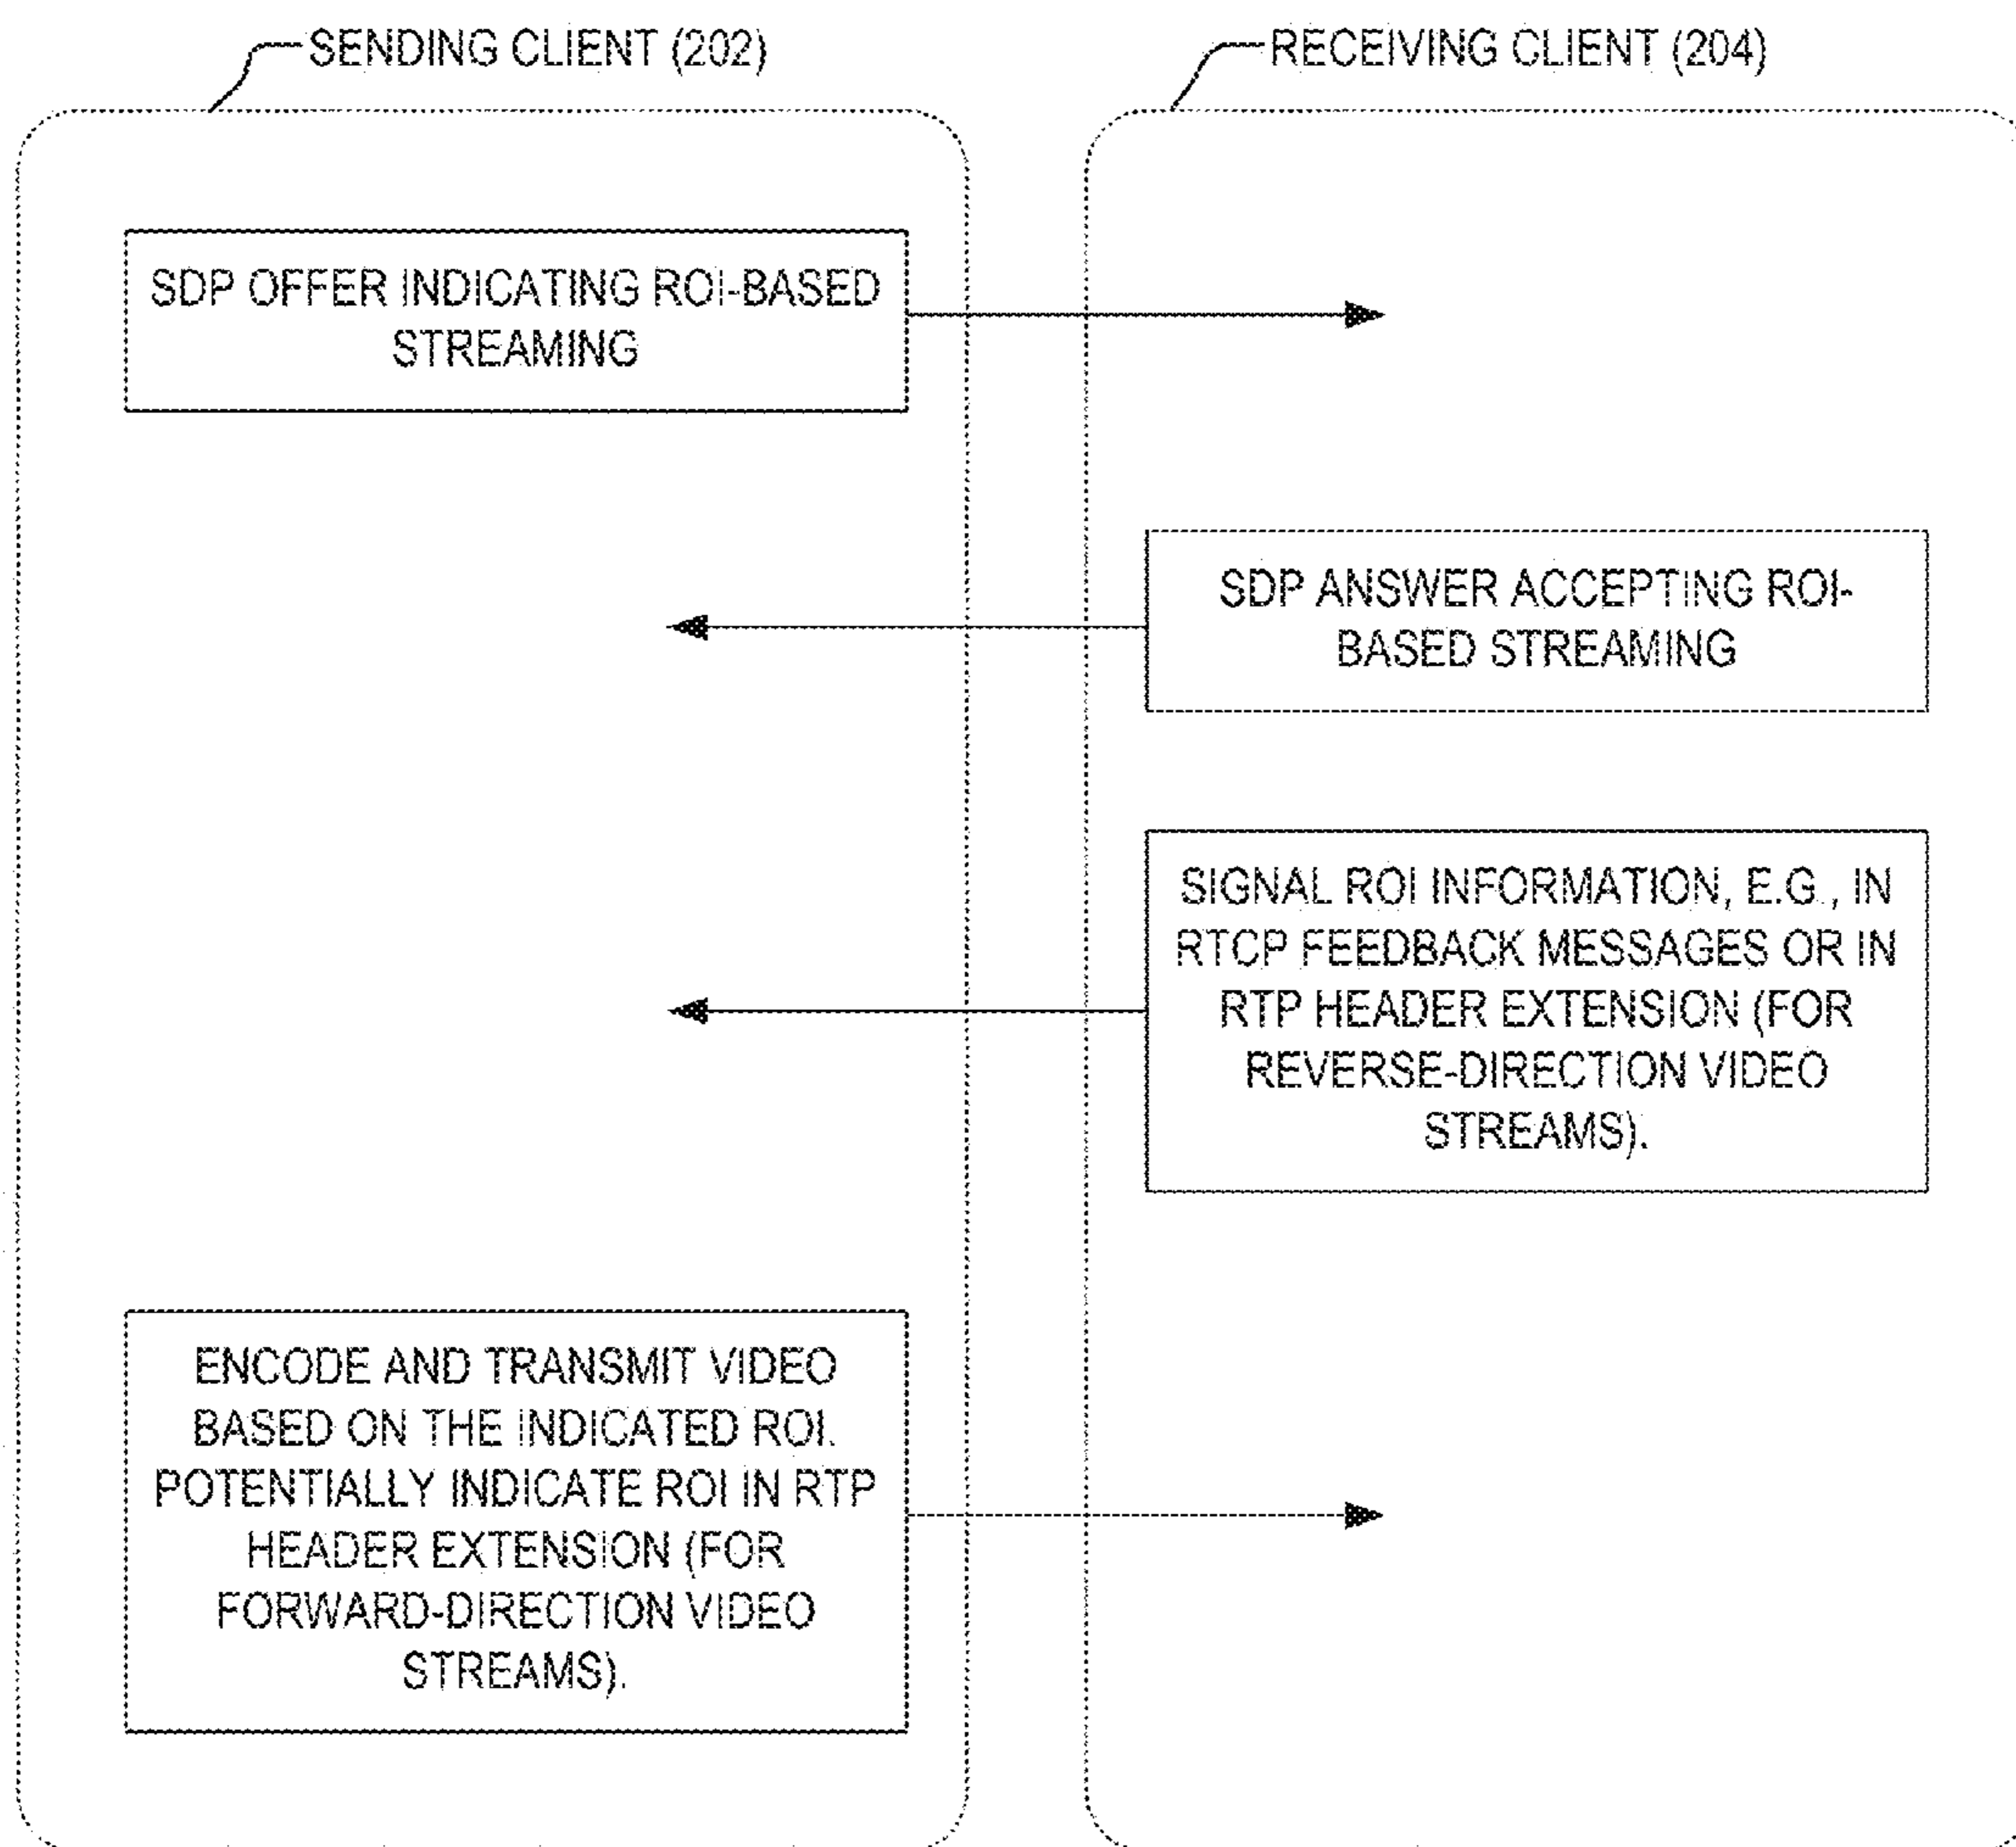 SENDING CLIENT (202)
RECEIVING CLIENT (204)
SDP OFFER INDICATING ROI-BASED
STREAMING
SDP ANSWER ACCEPTING ROI-
BASED STREAMING
SIGNAL ROI INFORMATION, E.G., IN
RTCP FEEDBACK MESSAGES OR IN
RTP HEADER EXTENSION (FOR
REVERSE-DIRECTION VIDEO
STREAMS).
ENCODE AND TRANSMIT VIDEO
BASED ON THE INDICATED ROI.
POTENTIALLY INDICATE ROI IN RTP
HEADER EXTENSION (FOR
FORWARD-DIRECTION VIDEO
STREAMS).